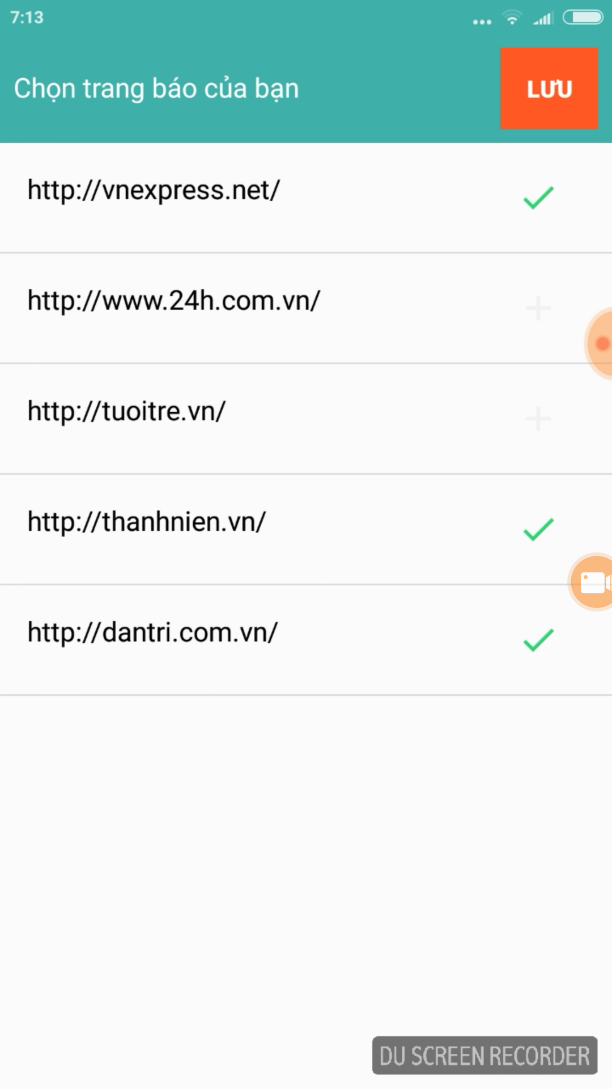 7:13
Chọn trang báo của bạn
LƯU
http://vnexpress.net/
http://www.24h.com.vn/
http://tuoitre.vn/
http://thanhnien.vn/
http://dantri.com.vn/
DU SCREEN RECORDER